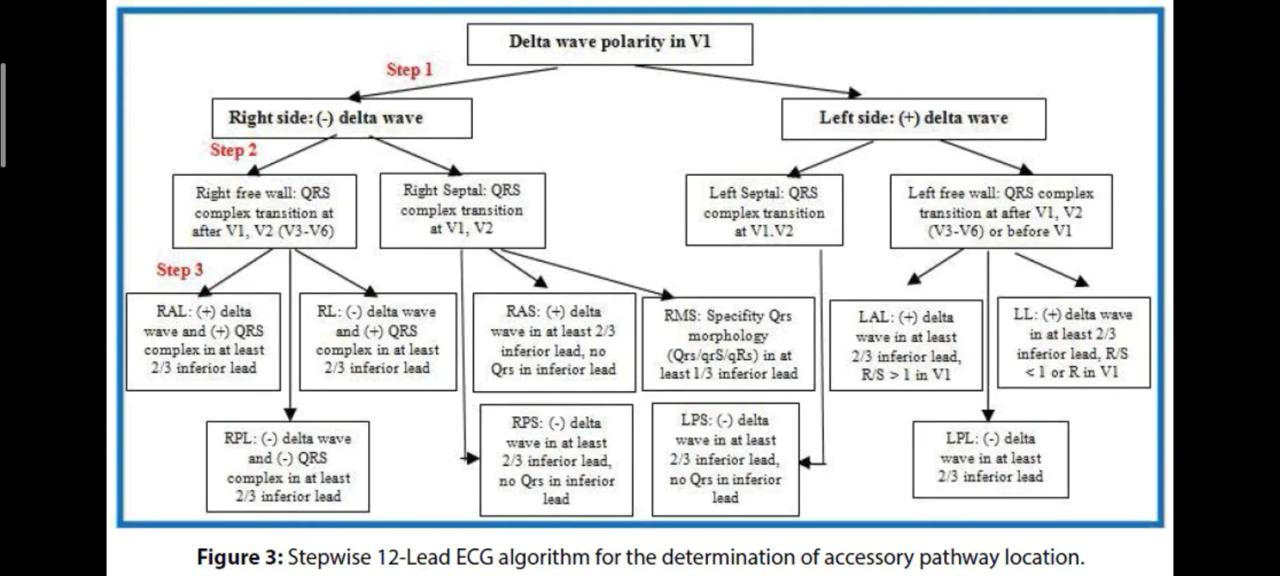 Delta wave polarity in V1
Step 1
Right side: (-) delta wave
Left side: (+) delta wave
Step 2
Right free wall: QRS
complex transition at
after V1, V2 (V3-V6)
Right Septal: QRS
complex transition
at V1, V2
Left Septal: QRS
complex transition
at V1.V2
Left free wall: QRS complex
transition at after V1, V2
(V3-V6) or before V1
Step 3
RAL: (+) delta
wave and (+) QRS
complex in at least
2/3 inferior lead
RL: (-) delta wave
and (+) QRS
complex in at least
2/3 inferior lead
RAS: (+) delta
wave in at least 2/3
inferior lead, no
Qrs in inferior lead
RMS: Specifity Qrs
morphology
(Qrs/qrS/qRs) in at
least 1/3 inferior lead
LAL: (+) delta
wave in at least
2/3 inferior lead,
R/S > 1 in V1
LL: (+) delta wave
in at least 2/3
inferior lead, R/S
< 1 or R in V1
RPL: (-) delta wave
and (-) QRS
complex in at least
2/3 inferior lead
RPS: (-) delta
wave in at least
2/3 inferior lead,
no Qrs in inferior
lead
LPS: (-) delta
wave in at least
2/3 inferior lead,
no Qrs in inferior
lead
LPL: (-) delta
wave in at least
2/3 inferior lead
Figure 3: Stepwise 12-Lead ECG algorithm for the determination of accessory pathway location.